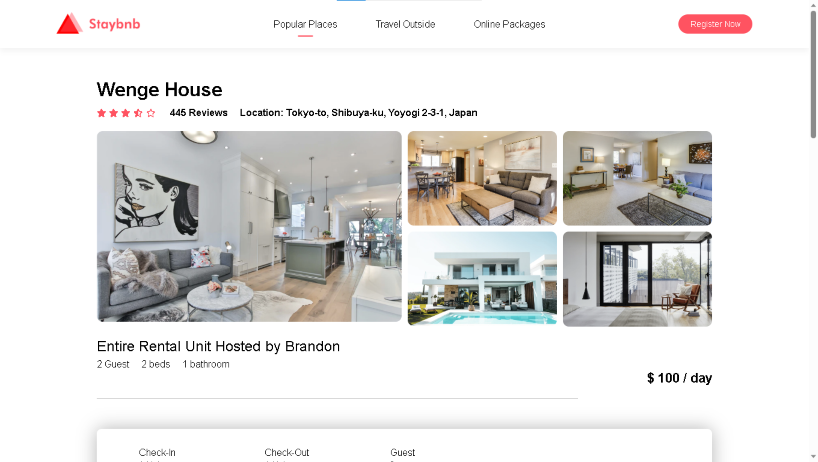 Staybnb
Popular Places
Travel Outside
Online Packages
Register Now
Wenge House
445 Reviews Location: Tokyo-to, Shibuya-ku, Yoyogi 2-3-1, Japan
Entire Rental Unit Hosted by Brandon
2 Guest 2 beds 1 bathroom
$ 100 / day
Check-In Check-Out Guest